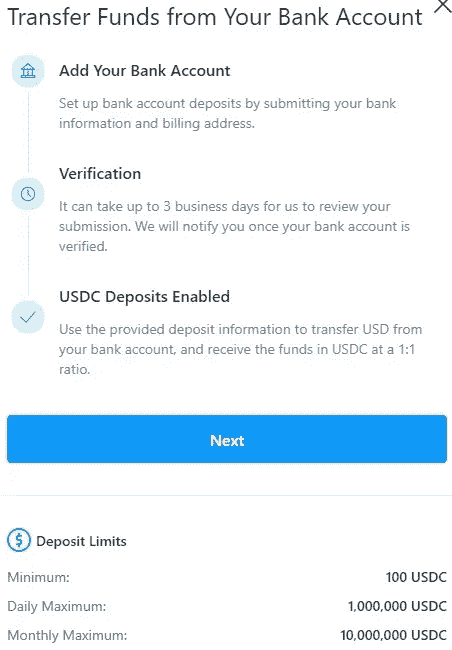 Transfer Funds from Your Bank Account
Add Your Bank Account
Set up bank account deposits by submitting your bank
information and billing address.
Verification
It can take up to 3 business days for us to review your
submission. We will notify you once your bank account is
verified.
USDC Deposits Enabled
Use the provided deposit information to transfer USD from
your bank account, and receive the funds in USDC at a 1:1
ratio.
Next
$ Deposit Limits
Minimum: 100 USDC
Daily Maximum: 1,000,000 USDC
Monthly Maximum: 10,000,000 USDC